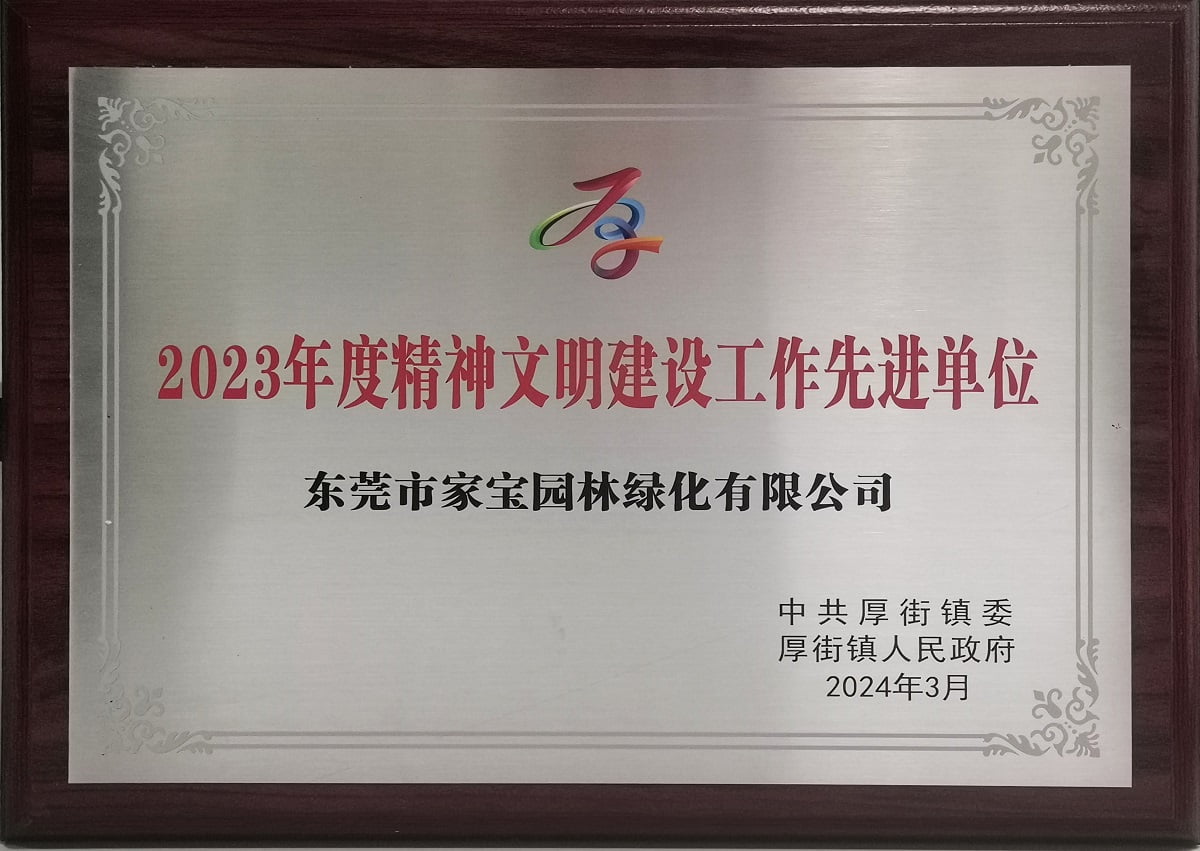 2023年度精神文明建设工作先进单位
东莞市家宝园林绿化有限公司
中共厚街镇委
厚街镇人民政府
2024年3月